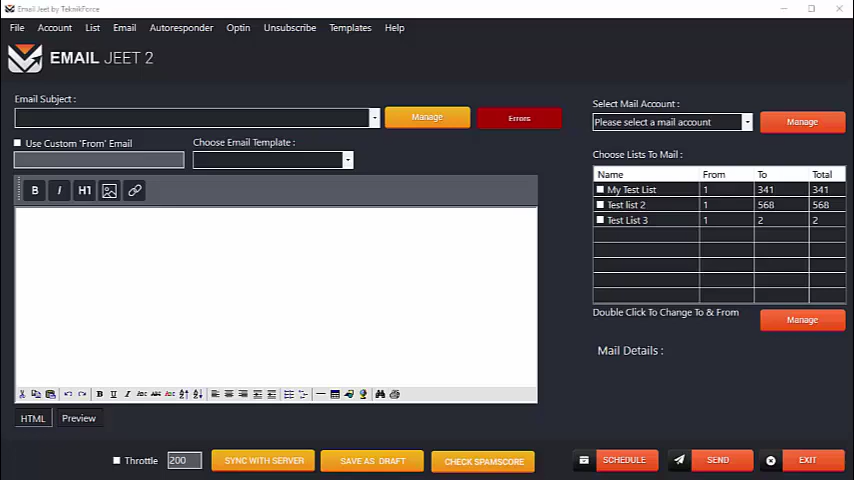 Email Jeet by TeknikForce
File Account List Email Autoresponder Optin Unsubscribe Templates Help
EMAIL JEET 2
Email Subject :
Manage
Errors
Select Mail Account :
Please select a mail account
Manage
Use Custom 'From' Email
Choose Email Template :
Choose Lists To Mail :
Name From To Total
My Test List 1 341 341
Test list 2 1 568 568
Test List 3 1 2 2
B I H1
Double Click To Change To & From
Manage
Mail Details :
HTML Preview
Throttle 200 SYNC WITH SERVER SAVE AS DRAFT CHECK SPAMSCORE SCHEDULE SEND EXIT